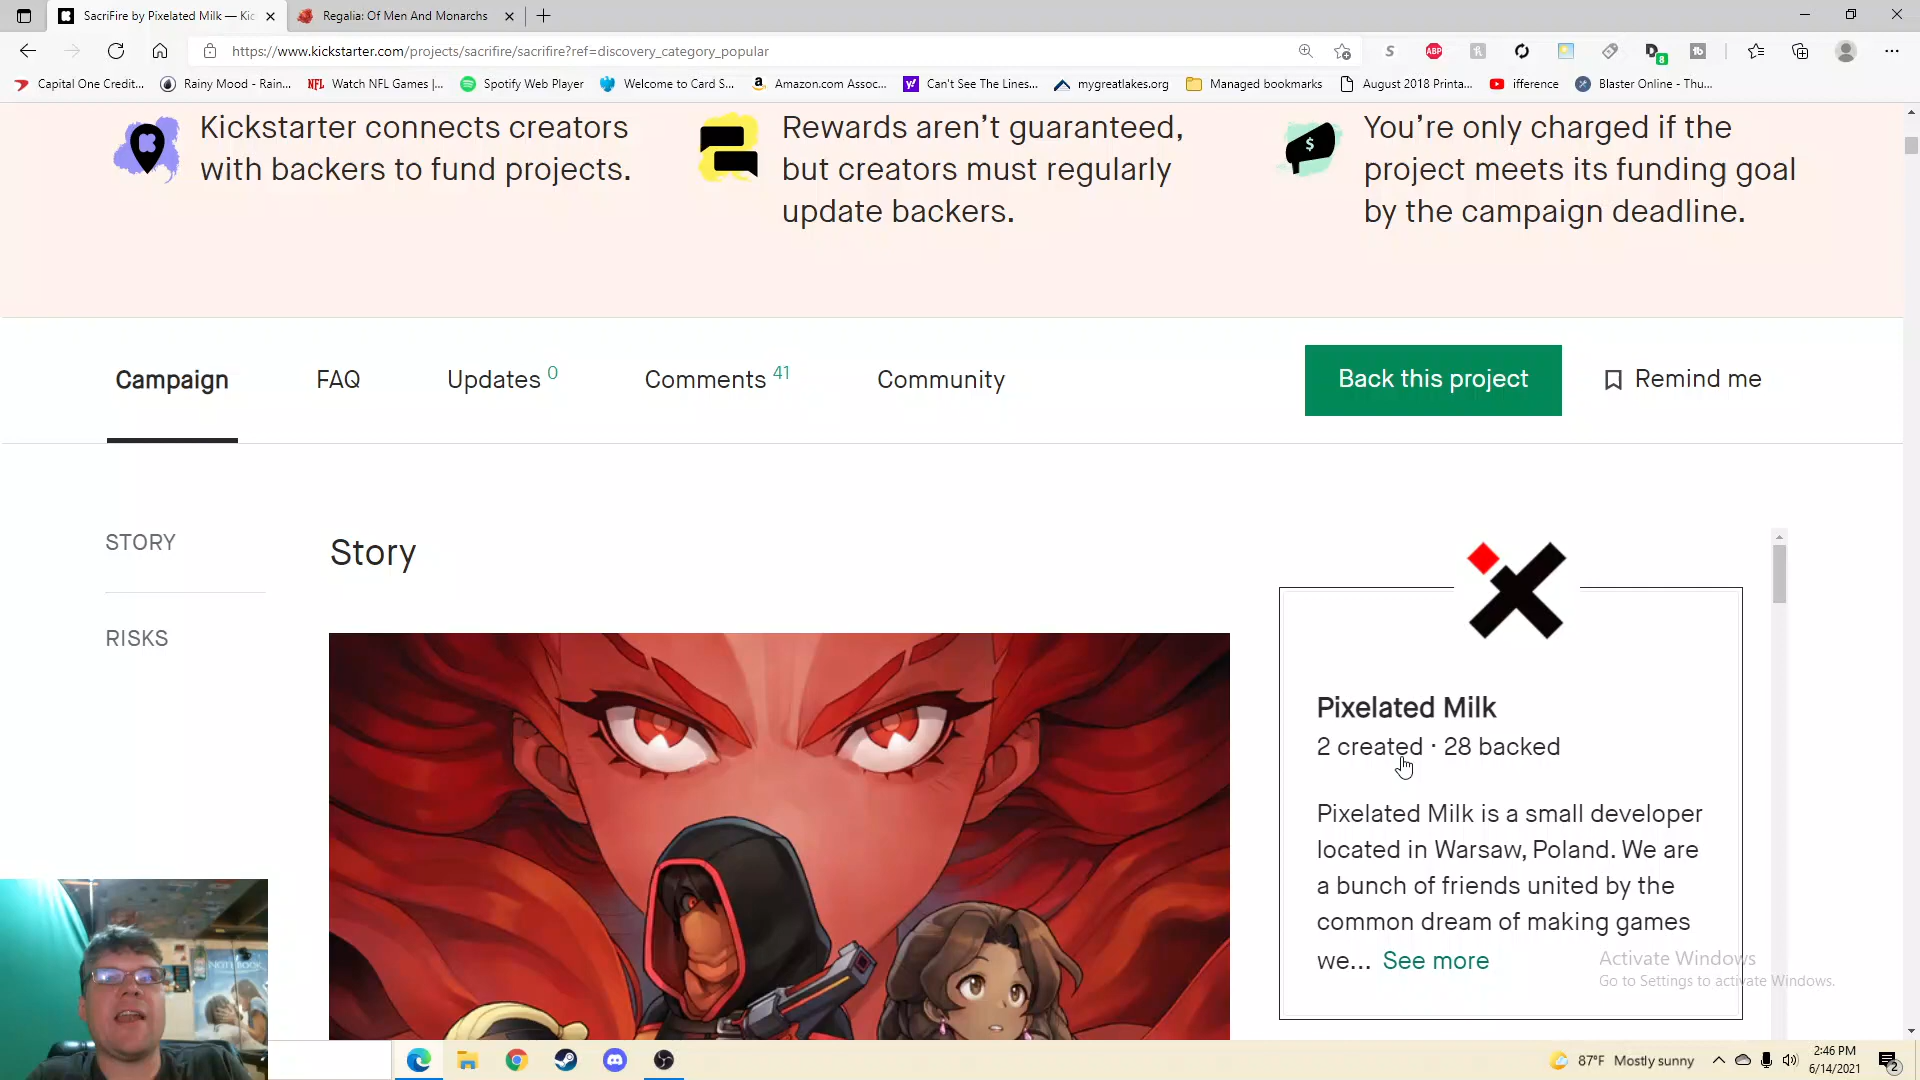 SacriFire by Pixelated Milk — Kic
Regalia: Of Men And Monarchs
https://www.kickstarter.com/projects/sacrifire/sacrifire?ref=discovery_category_popular
Capital One Credit...
Rainy Mood - Rain...
Watch NFL Games |...
Spotify Web Player
Welcome to Card S...
Amazon.com Assoc...
Can't See The Lines...
mygreatlakes.org
Managed bookmarks
August 2018 Printa...
ifference
Blaster Online - Thu...
Kickstarter connects creators
with backers to fund projects.
Rewards aren’t guaranteed,
but creators must regularly
update backers.
You’re only charged if the
project meets its funding goal
by the campaign deadline.
Campaign
FAQ
Updates 0
Comments 41
Community
Back this project
Remind me
STORY
RISKS
Story
Pixelated Milk
2 created · 28 backed
Pixelated Milk is a small developer
located in Warsaw, Poland. We are
a bunch of friends united by the
common dream of making games
we... See more
Activate Windows
Go to Settings to activate Windows.
87°F Mostly sunny
2:46 PM
6/14/2021